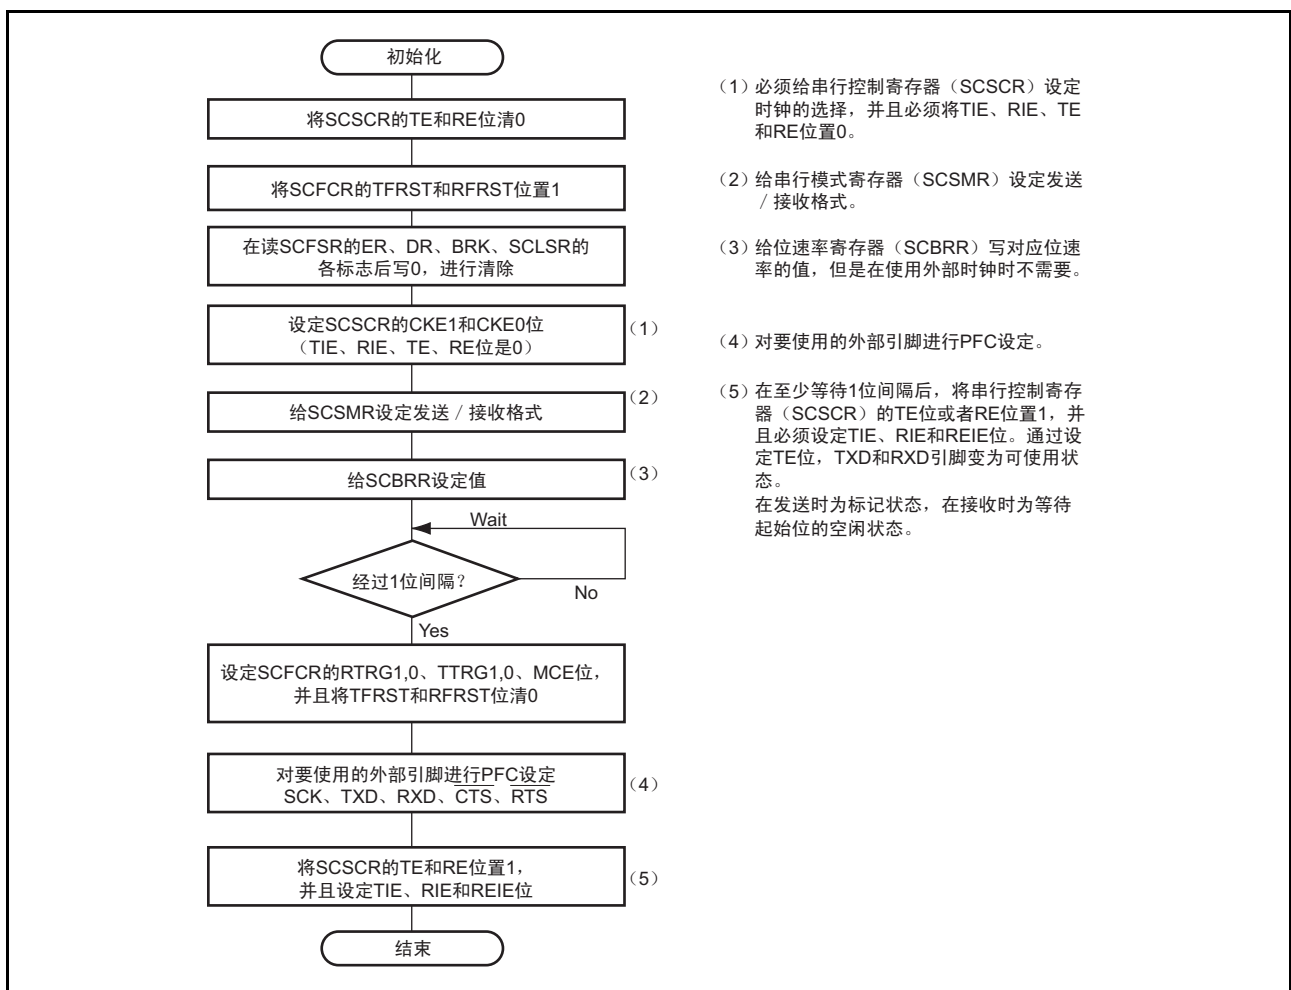 初始化
将SCSCR的TE和RE位清0
将SCFCR的TFRST和RFRST位置1
在读SCFSR的ER、DR、BRK、SCLSR的
各标志后写0，进行清除
设定SCSCR的CKE1和CKE0位
（TIE、RIE、TE、RE位是0）
（1）
给SCSMR设定发送／接收格式
（2）
给SCBRR设定值
（3）
Wait
经过1位间隔？
No
Yes
设定SCFCR的RTRG1,0、TTRG1,0、MCE位，
并且将TFRST和RFRST位清0
对要使用的外部引脚进行PFC设定
SCK、TXD、RXD、C̅T̅S̅、R̅T̅S̅
（4）
将SCSCR的TE和RE位置1，
并且设定TIE、RIE和REIE位
（5）
结束
（1）必须给串行控制寄存器（SCSCR）设定
时钟的选择，并且必须将TIE、RIE、TE
和RE位置0。
（2）给串行模式寄存器（SCSMR）设定发送
／接收格式。
（3）给位速率寄存器（SCBRR）写对应位速
率的值，但是在使用外部时钟时不需要。
（4）对要使用的外部引脚进行PFC设定。
（5）在至少等待1位间隔后，将串行控制寄存
器（SCSCR）的TE位或者RE位置1，并
且必须设定TIE、RIE和REIE位。通过设
定TE位，TXD和RXD引脚变为可使用状
态。
在发送时为标记状态，在接收时为等待
起始位的空闲状态。